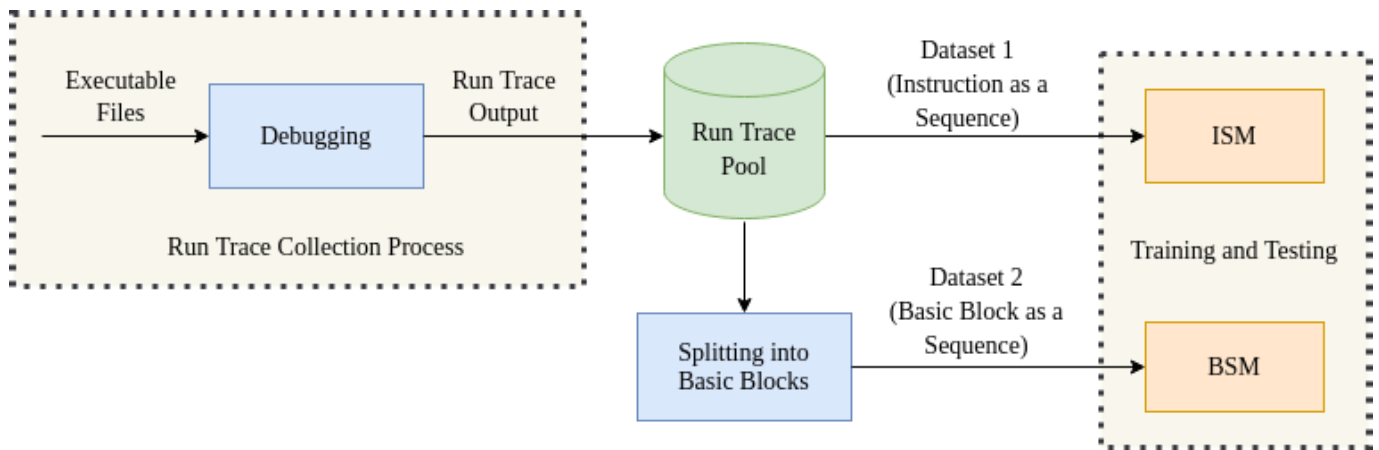 Executable
Files
Debugging
Run Trace
Output
Run Trace Collection Process
Run Trace
Pool
Dataset 1
(Instruction as a
Sequence)
ISM
Training and Testing
Splitting into
Basic Blocks
Dataset 2
(Basic Block as a
Sequence)
BSM